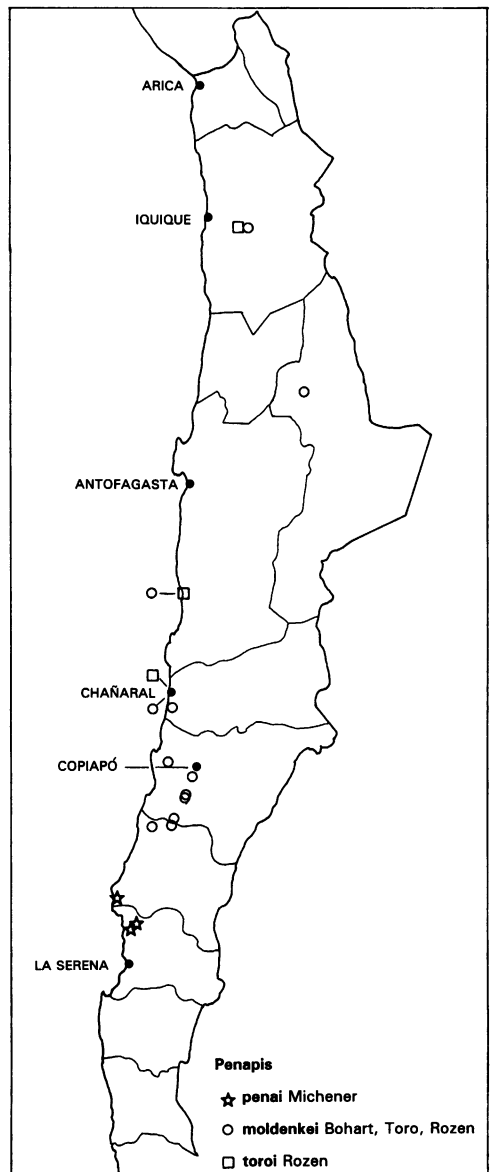 ARICA
IQUIQUE
ANTOFAGASTA
CHAÑARAL
COPIAPÓ
LA SERENA
Penapis
penai Michener
moldenkei Bohart, Toro, Rozen
toroi Rozen